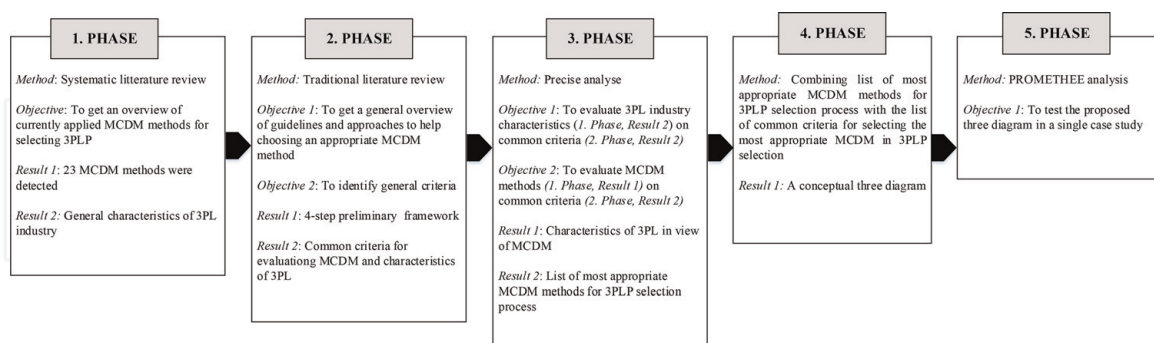 1. PHASE
Method: Systematic litterature review
Objective: To get an overview of
currently applied MCDM methods for
selecting 3PLP
Result 1: 23 MCDM methods were
detected
Result 2: General characteristics of 3PL
industry
2. PHASE
Method: Traditional literature review
Objective 1: To get a general overview
of guidelines and approaches to help
choosing an appropriate MCDM
method
Objective 2: To identify general criteria
Result 1: 4-step preliminary framework
Result 2: Common criteria for
evaluationg MCDM and characteristics
of 3PL
3. PHASE
Method: Precise analyse
Objective 1: To evaluate 3PL industry
characteristics (1. Phase, Result 2) on
common criteria (2. Phase, Result 2)
Objective 2: To evaluate MCDM
methods (1. Phase, Result 1) on
common criteria (2. Phase, Result 2)
Result 1: Characteristics of 3PL in view
of MCDM
Result 2: List of most appropriate
MCDM methods for 3PLP selection
process
4. PHASE
Method: Combining list of most
appropriate MCDM methods for
3PLP selection process with the list
of common criteria for selecting the
most appropriate MCDM in 3PLP
selection
Result 1: A conceptual three diagram
5. PHASE
Method: PROMETHEE analysis
Objective 1: To test the proposed
three diagram in a single case study